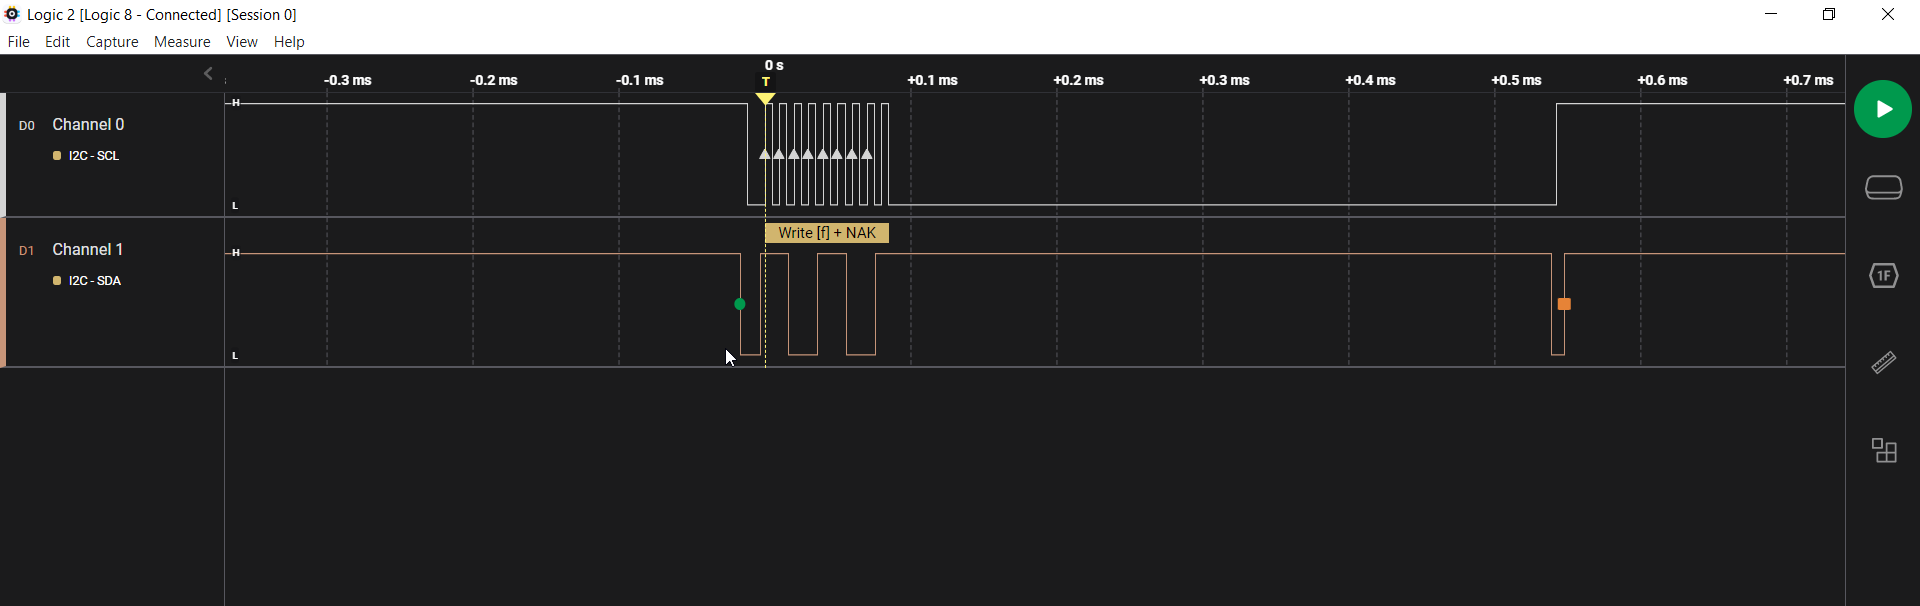 Logic 2 [Logic 8 - Connected] [Session 0]
File Edit Capture Measure View Help
0 s
-0.3 ms -0.2 ms -0.1 ms T +0.1 ms +0.2 ms +0.3 ms +0.4 ms +0.5 ms +0.6 ms +0.7 ms
H
D0 Channel 0
I2C - SCL
L
Write [f] + NAK
D1 Channel 1 H
I2C - SDA
1F
L